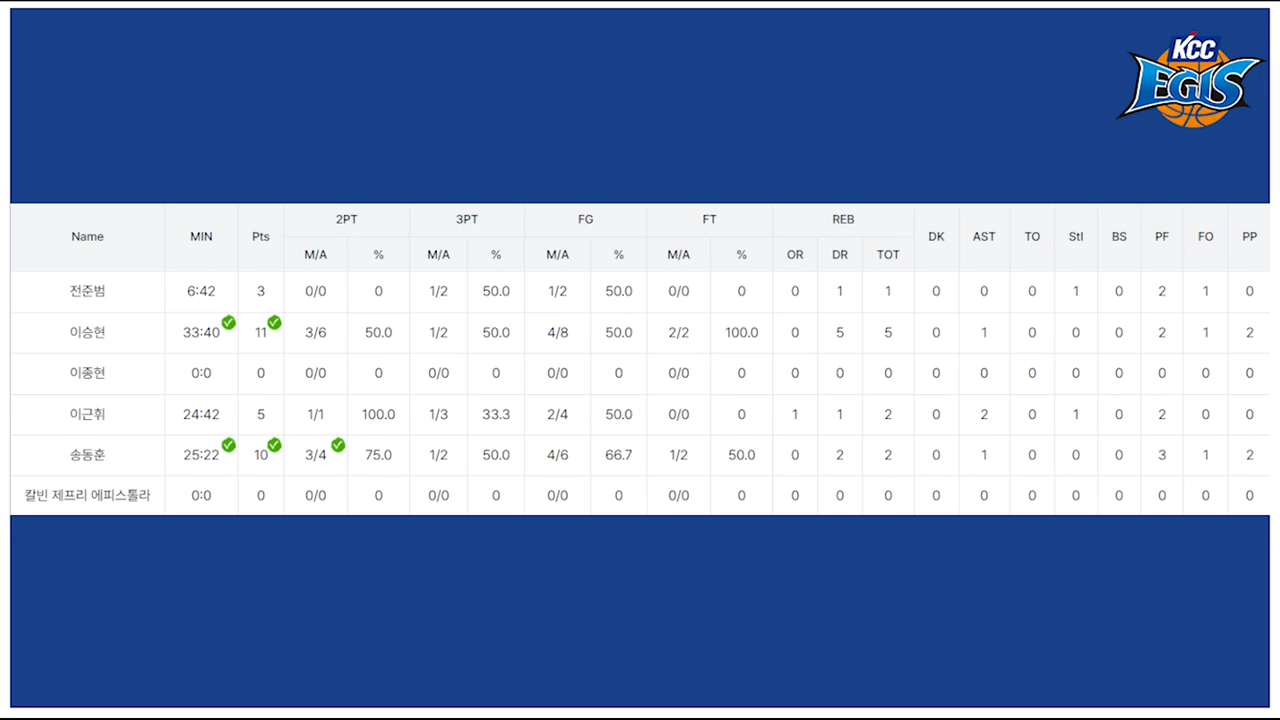 KCC
EGIS
Name MIN Pts 2PT 3PT FG FT REB DK AST TO Stl BS PF FO PP
M/A % M/A % M/A % M/A % OR DR TOT
전준범 6:42 3 0/0 0 1/2 50.0 1/2 50.0 0/0 0 0 1 1 0 0 0 1 0 2 1 0
이승현 33:40 11 3/6 50.0 1/2 50.0 4/8 50.0 2/2 100.0 0 5 5 0 1 0 0 0 2 1 2
이종현 0:0 0 0/0 0 0/0 0 0/0 0 0/0 0 0 0 0 0 0 0 0 0 0 0 0
이근휘 24:42 5 1/1 100.0 1/3 33.3 2/4 50.0 0/0 0 1 1 2 0 2 0 1 0 2 0 0
송동훈 25:22 10 3/4 75.0 1/2 50.0 4/6 66.7 1/2 50.0 0 2 2 0 1 0 0 0 3 1 2
칼빈 제프리 에피스톨라 0:0 0 0/0 0 0/0 0 0/0 0 0/0 0 0 0 0 0 0 0 0 0 0 0 0